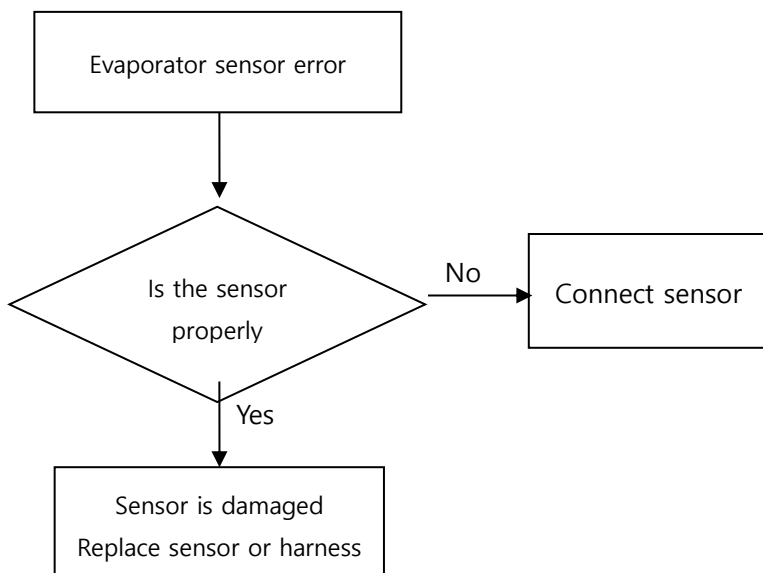 Evaporator sensor error
Is the sensor
properly
No
Connect sensor
Yes
Sensor is damaged
Replace sensor or harness